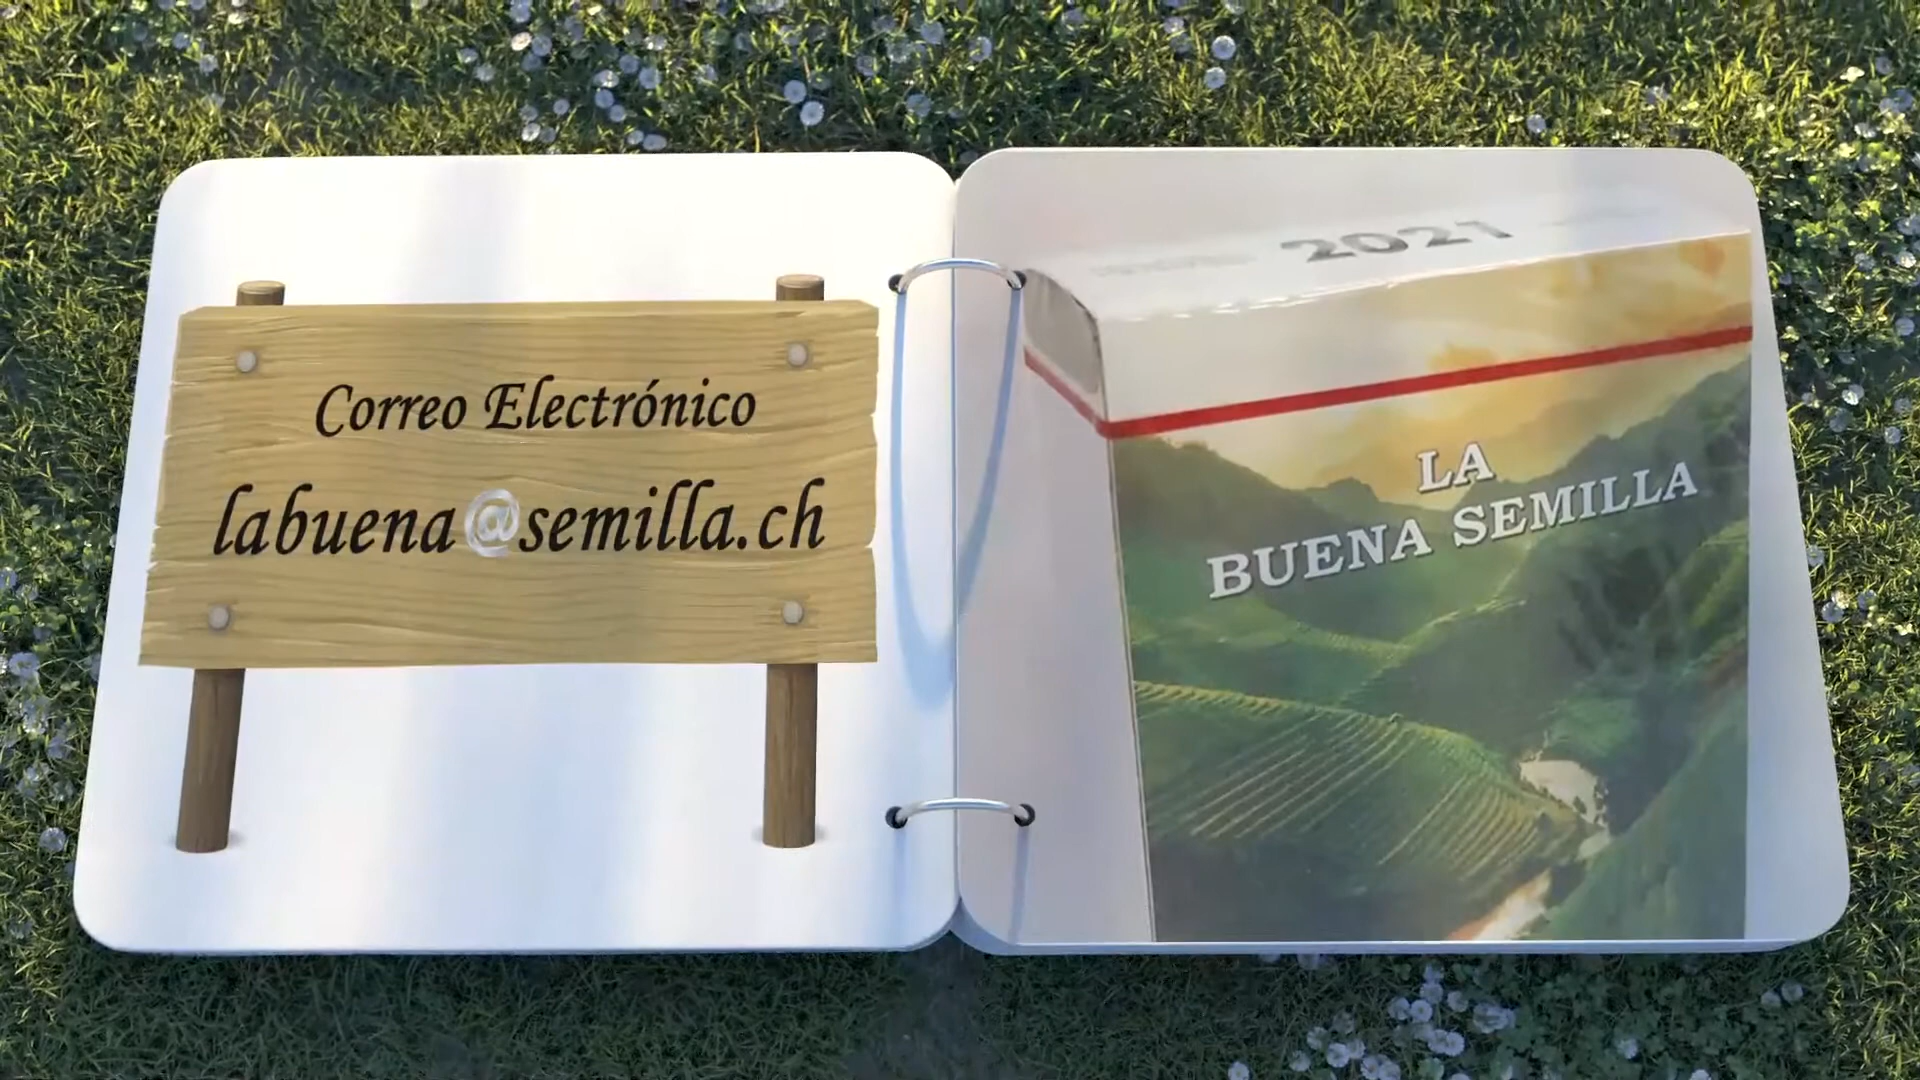 Correo Electrónico
labuena@semilla.ch
2021
LA
BUENA SEMILLA